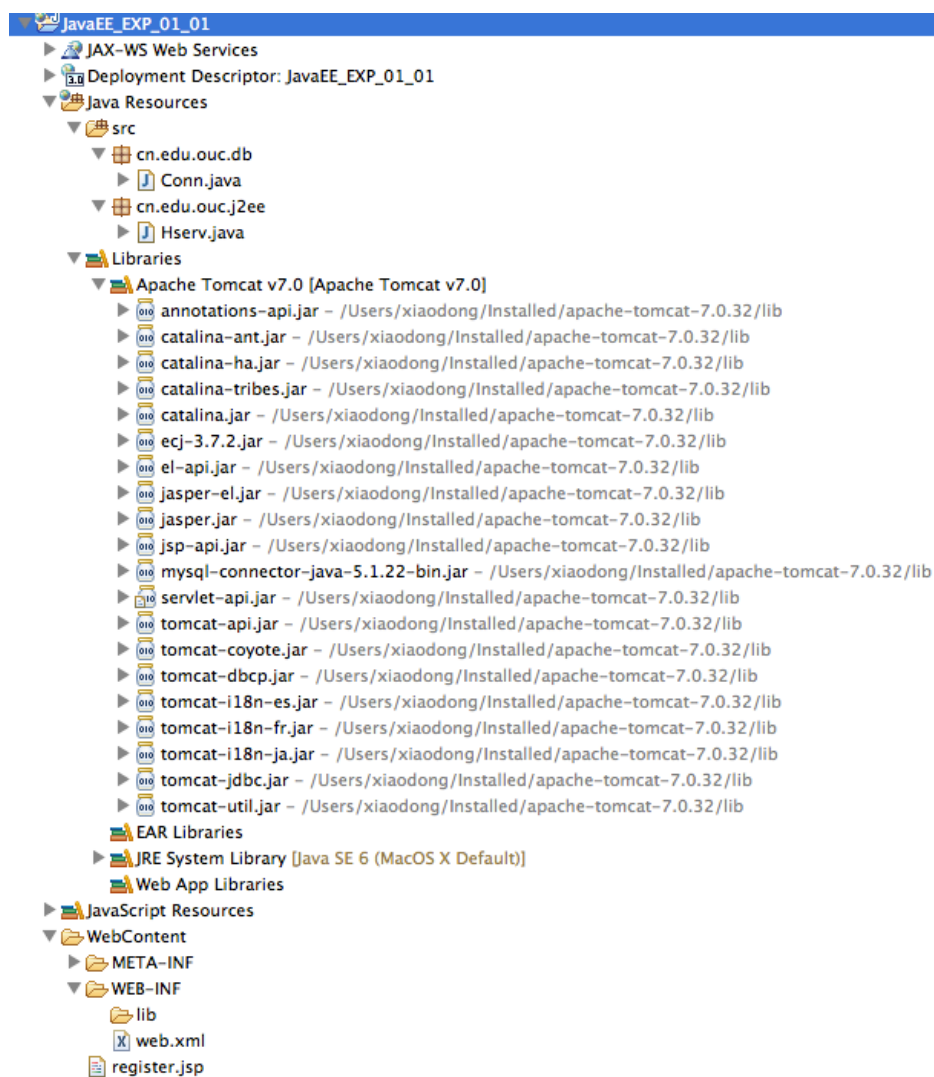 JavaEE_EXP_01_01
JAX-WS Web Services
Deployment Descriptor: JavaEE_EXP_01_01
Java Resources
src
cn.edu.ouc.db
Conn.java
cn.edu.ouc.j2ee
Hserv.java
Libraries
Apache Tomcat v7.0 [Apache Tomcat v7.0]
annotations-api.jar – /Users/xiaodong/Installed/apache-tomcat-7.0.32/lib
catalina-ant.jar – /Users/xiaodong/Installed/apache-tomcat-7.0.32/lib
catalina-ha.jar – /Users/xiaodong/Installed/apache-tomcat-7.0.32/lib
catalina-tribes.jar – /Users/xiaodong/Installed/apache-tomcat-7.0.32/lib
catalina.jar – /Users/xiaodong/Installed/apache-tomcat-7.0.32/lib
ecj-3.7.2.jar – /Users/xiaodong/Installed/apache-tomcat-7.0.32/lib
el-api.jar – /Users/xiaodong/Installed/apache-tomcat-7.0.32/lib
jasper-el.jar – /Users/xiaodong/Installed/apache-tomcat-7.0.32/lib
jasper.jar – /Users/xiaodong/Installed/apache-tomcat-7.0.32/lib
jsp-api.jar – /Users/xiaodong/Installed/apache-tomcat-7.0.32/lib
mysql-connector-java-5.1.22-bin.jar – /Users/xiaodong/Installed/apache-tomcat-7.0.32/lib
servlet-api.jar – /Users/xiaodong/Installed/apache-tomcat-7.0.32/lib
tomcat-api.jar – /Users/xiaodong/Installed/apache-tomcat-7.0.32/lib
tomcat-coyote.jar – /Users/xiaodong/Installed/apache-tomcat-7.0.32/lib
tomcat-dbcp.jar – /Users/xiaodong/Installed/apache-tomcat-7.0.32/lib
tomcat-i18n-es.jar – /Users/xiaodong/Installed/apache-tomcat-7.0.32/lib
tomcat-i18n-fr.jar – /Users/xiaodong/Installed/apache-tomcat-7.0.32/lib
tomcat-i18n-ja.jar – /Users/xiaodong/Installed/apache-tomcat-7.0.32/lib
tomcat-jdbc.jar – /Users/xiaodong/Installed/apache-tomcat-7.0.32/lib
tomcat-util.jar – /Users/xiaodong/Installed/apache-tomcat-7.0.32/lib
EAR Libraries
JRE System Library [Java SE 6 (MacOS X Default)]
Web App Libraries
JavaScript Resources
WebContent
META-INF
WEB-INF
lib
web.xml
register.jsp